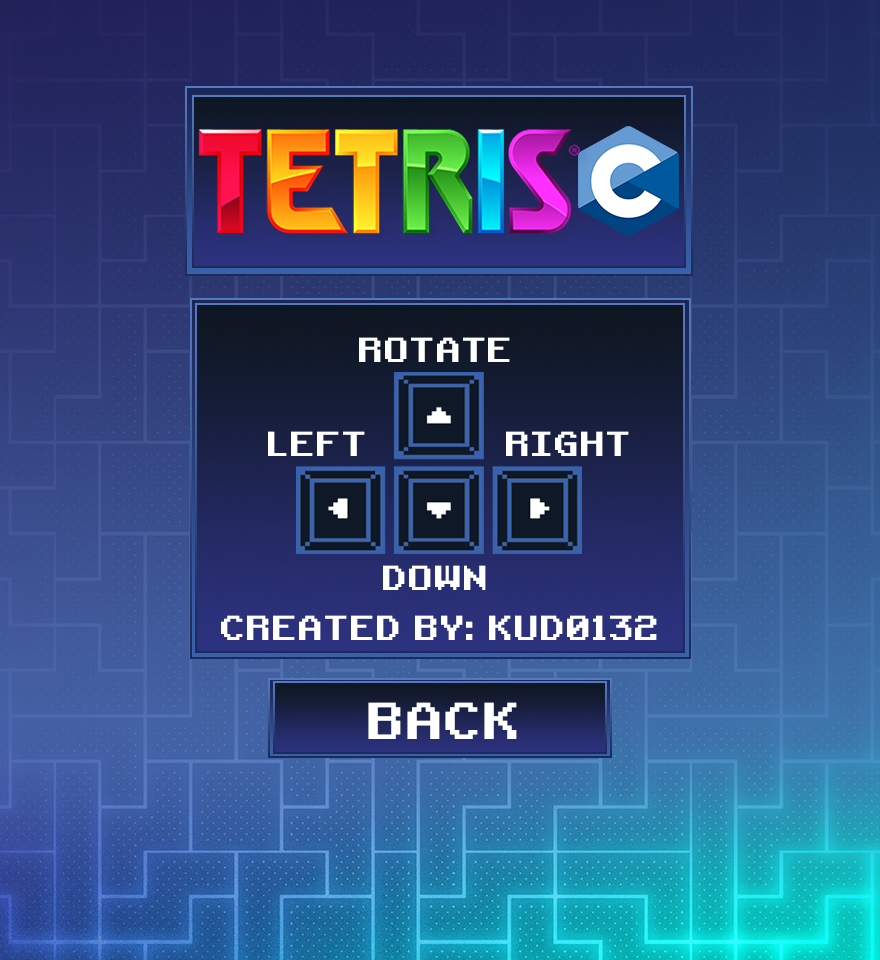 TETRIS® C
ROTATE
LEFT RIGHT
DOWN
CREATED BY: KUD0132
BACK